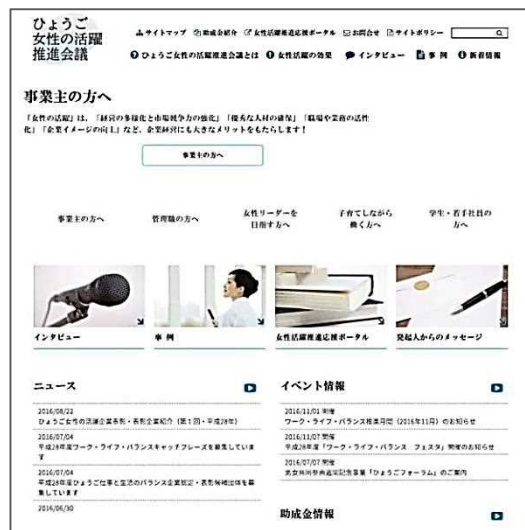 ひょうご
女性の活躍
推進会議
サイトマップ 助成金紹介 女性活躍推進応援ポータル お問合せ サイトポリシー
ひょうご女性の活躍推進会議とは 女性活躍の効果 インタビュー 事 例 新着情報
事業主の方へ
「女性の活躍」は、「経営の多様化と市場競争力の強化」「優秀な人材の確保」「職場や業務の活性
化」「企業イメージの向上」など、企業経営にも大きなメリットをもたらします！
事業主の方へ
事業主の方へ
管理職の方へ
女性リーダーを
目指す方へ
子育てしながら
働く方へ
学生・若手社員の
方へ
インタビュー
事 例
女性活躍推進応援ポータル
発起人からのメッセージ
ニュース
2016/08/22
ひょうご女性の活躍企業表彰・表彰企業紹介（第1回・平成28年）
2016/07/04
平成28年度ワーク・ライフ・バランスキャッチフレーズを募集していま
す
2016/07/04
平成28年度ひょうご仕事と生活のバランス企業認定・表彰候補団体を募
集しています
2016/06/30
イベント情報
2016/11/01 開催
ワーク・ライフ・バランス推進月間（2016年11月）のお知らせ
2016/11/07 開催
平成28年度「ワーク・ライフ・バランス フェスタ」開催のお知らせ
2016/07/07 開催
男女共同参画週間記念事業「ひょうごフォーラム」のご案内
助成金情報